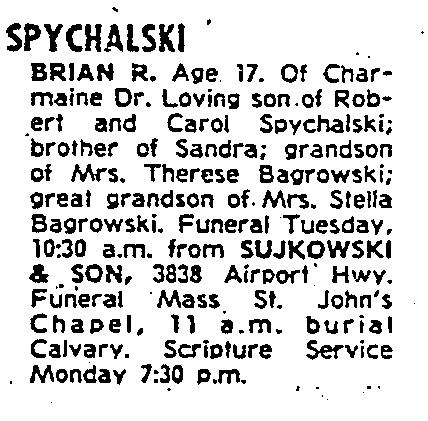 SPYCHALSKI
BRIAN R. Age 17. Of Char-
maine Dr. Loving son of Rob-
ert and Carol Spychalski;
brother of Sandra; grandson
of Mrs. Therese Bagrowski;
great grandson of Mrs. Stella
Bagrowski. Funeral Tuesday,
10:30 a.m. from SUJKOWSKI
& SON, 3838 Airport Hwy.
Funeral Mass St. John's
Chapel, 11 a.m. burial
Calvary. Scripture Service
Monday 7:30 p.m.